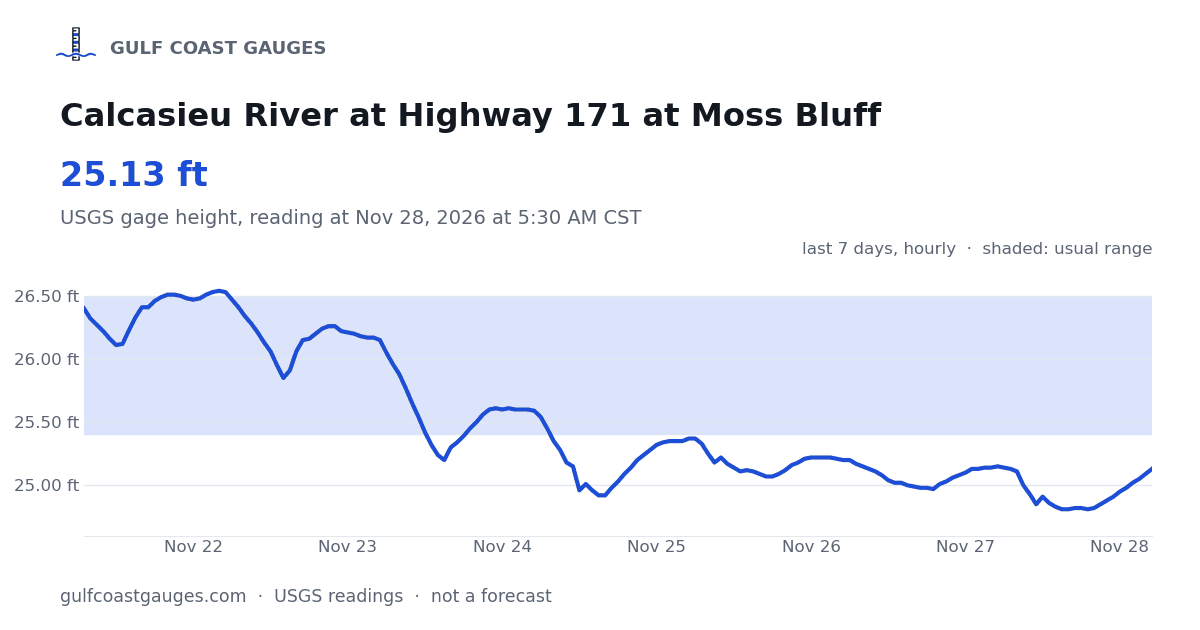 GULF COAST GAUGES
Calcasieu River at Highway 171 at Moss Bluff
25.13 ft
USGS gage height, reading at Nov 28, 2026 at 5:30 AM CST
last 7 days, hourly · shaded: usual range
26.50 ft
26.00 ft
25.50 ft
25.00 ft
Nov 22 Nov 23 Nov 24 Nov 25 Nov 26 Nov 27 Nov 28
gulfcoastgauges.com · USGS readings · not a forecast